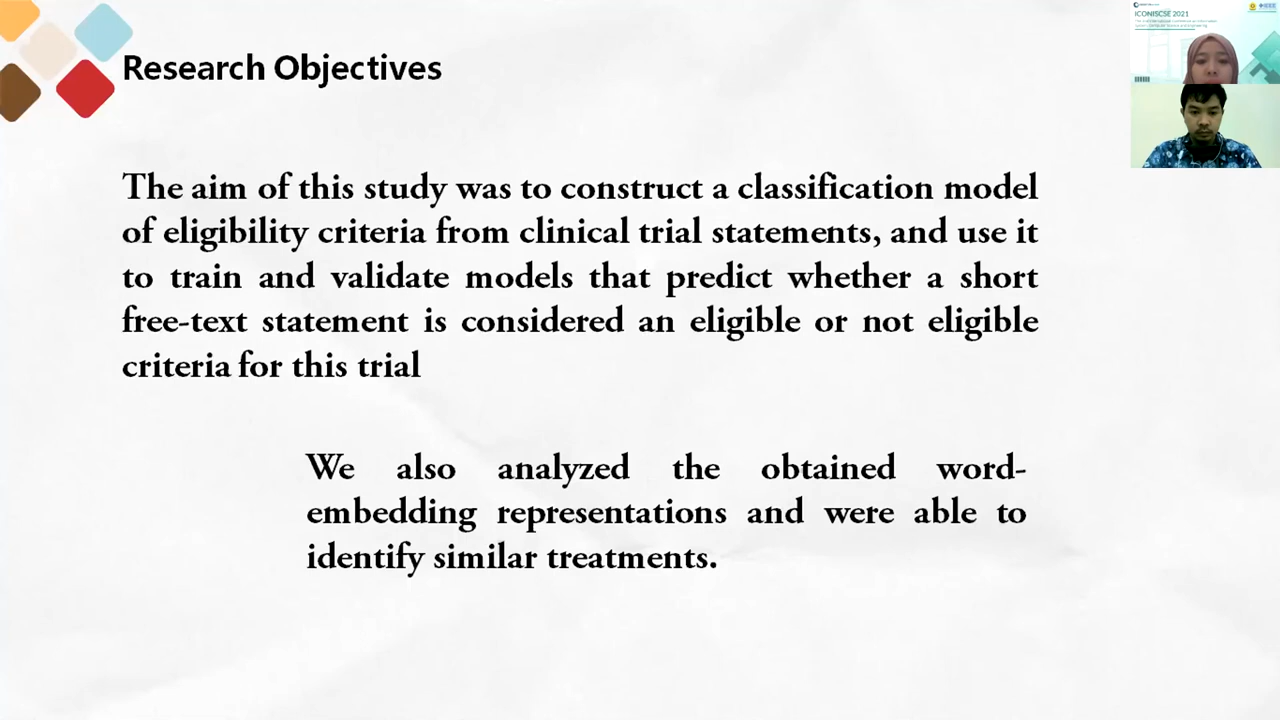 ICONISCSE 2021
Research Objectives
The aim of this study was to construct a classification model
of eligibility criteria from clinical trial statements, and use it
to train and validate models that predict whether a short
free-text statement is considered an eligible or not eligible
criteria for this trial
We also analyzed the obtained word-
embedding representations and were able to
identify similar treatments.